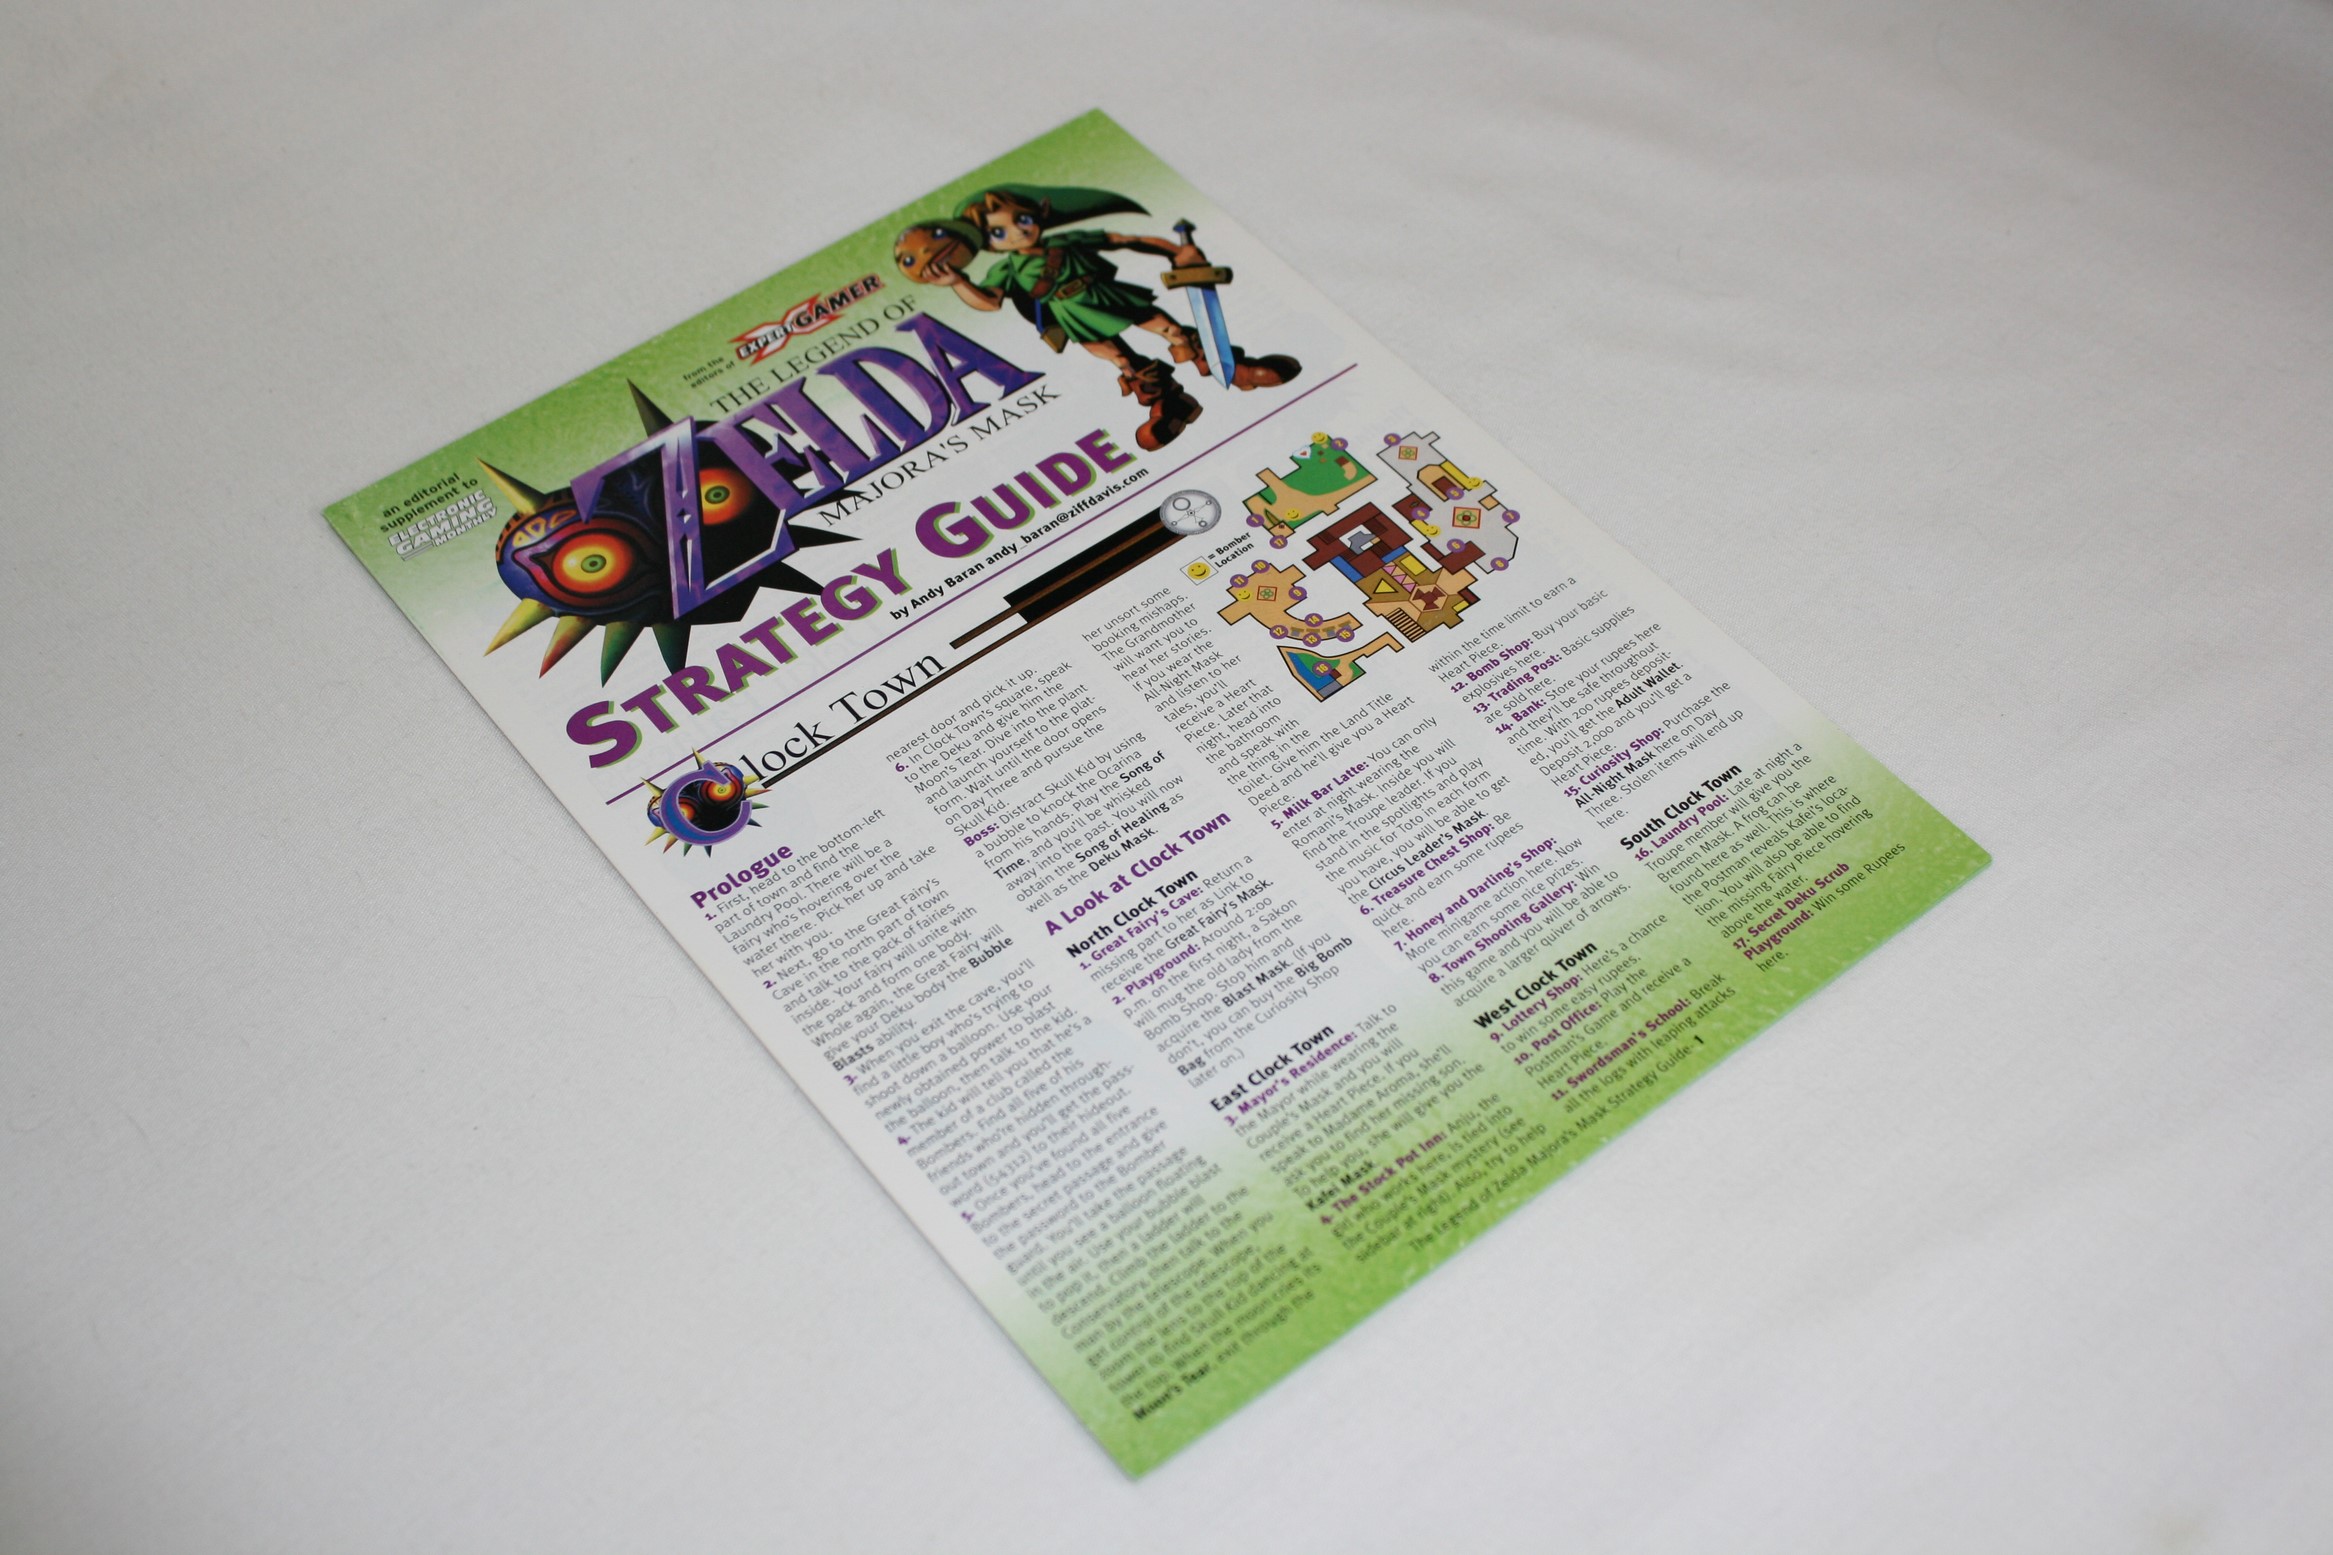 an editorial
supplement to
ELECTRONIC
GAMING
MONTHLY
from the
editors of
EXPERT GAMER
THE LEGEND OF
ZELDA
MAJORA'S MASK
STRATEGY GUIDE
by Andy Baran andy_baran@ziffdavis.com
Clock Town
= Bomber
Location
Prologue
1. First, head to the bottom-left
part of town and find the
Laundry Pool. There will be a
fairy who's hovering over the
water there. Pick her up and take
her with you.
2. Next, go to the Great Fairy's
Cave in the north part of town
and talk to the pack of fairies
inside. Your fairy will unite with
the pack and form one body.
Whole again, the Great Fairy will
give your Deku body the Bubble
Blasts ability.
3- When you exit the cave, you'll
find a little boy who's trying to
shoot down a balloon. Use your
newly obtained power to blast
the balloon, then talk to the kid.
4- The kid will tell you that he's a
member of a club called the
Bombers. Find all five of his
friends who're hidden through-
out town and you'll get the pass-
word (54312) to their hideout.
5- Once you've found all five
Bombers, head to the entrance
to the secret passage and give
the password to the Bomber
guard. You'll take the passage
until you see a balloon floating
in the air. Use your bubble blast
to pop it, then a ladder will
descend. Climb the ladder to the
Conservatory, then talk to the
man by the telescope. When you
get control of the telescope,
zoom the lens to the top of the
tower to find Skull Kid dancing at
the top. When the moon cries its
Moon's Tear, exit through the
nearest door and pick it up.
6. In Clock Town's square, speak
to the Deku and give him the
Moon's Tear. Dive into the plant
and launch yourself to the plat-
form. Wait until the door opens
on Day Three and pursue the
Skull Kid.
Boss: Distract Skull Kid by using
a bubble to knock the Ocarina
from his hands. Play the Song of
Time, and you'll be whisked
away into the past. You will now
obtain the Song of Healing as
well as the Deku Mask.
A Look at Clock Town
North Clock Town
1. Great Fairy's Cave: Return a
missing part to her as Link to
receive the Great Fairy's Mask.
2. Playground: Around 2:00
p.m. on the first night, a Sakon
will mug the old lady from the
Bomb Shop. Stop him and
acquire the Blast Mask. (If you
don't, you can buy the Big Bomb
Bag from the Curiosity Shop
later on.)
East Clock Town
3- Mayor's Residence: Talk to
the Mayor while wearing the
Couple's Mask and you will
receive a Heart Piece. If you
speak to Madame Aroma, she'll
ask you to find her missing son.
To help you, she will give you the
Kafei Mask.
4- The Stock Pot Inn: Anju, the
girl who works here, is tied into
the Couple's Mask mystery (see
sidebar at right). Also, try to help
her unsort some
booking mishaps.
The Grandmother
will want you to
hear her stories.
If you wear the
All-Night Mask
and listen to her
tales, you'll
receive a Heart
Piece. Later that
night, head into
the bathroom
and speak with
the thing in the
toilet. Give him the Land Title
Deed and he'll give you a Heart
Piece.
5. Milk Bar Latte: You can only
enter at night wearing the
Romani's Mask. Inside you will
find the Troupe leader. If you
stand in the spotlights and play
the music for Toto in each form
you have, you will be able to get
the Circus Leader's Mask.
6. Treasure Chest Shop: Be
quick and earn some rupees
here.
7. Honey and Darling's Shop:
More minigame action here. Now
you can earn some nice prizes.
8. Town Shooting Gallery: Win
this game and you will be able to
acquire a larger quiver of arrows.
West Clock Town
9. Lottery Shop: Here's a chance
to win some easy rupees.
10. Post Office: Play the
Postman's Game and receive a
Heart Piece.
11. Swordsman's School: Break
all the logs with leaping attacks
within the time limit to earn a
Heart Piece.
12. Bomb Shop: Buy your basic
explosives here.
13. Trading Post: Basic supplies
are sold here.
14. Bank: Store your rupees here
and they'll be safe throughout
time. With 200 rupees deposit-
ed, you'll get the Adult Wallet.
Deposit 2,000 and you'll get a
Heart Piece.
15. Curiosity Shop: Purchase the
All-Night Mask here on Day
Three. Stolen items will end up
here.
South Clock Town
16. Laundry Pool: Late at night a
Troupe member will give you the
Bremen Mask. A frog can be
found there as well. This is where
the Postman reveals Kafei's loca-
tion. You will also be able to find
the missing Fairy Piece hovering
above the water.
17. Secret Deku Scrub
Playground: Win some Rupees
here.
The Legend of Zelda Majora's Mask Strategy Guide- 1